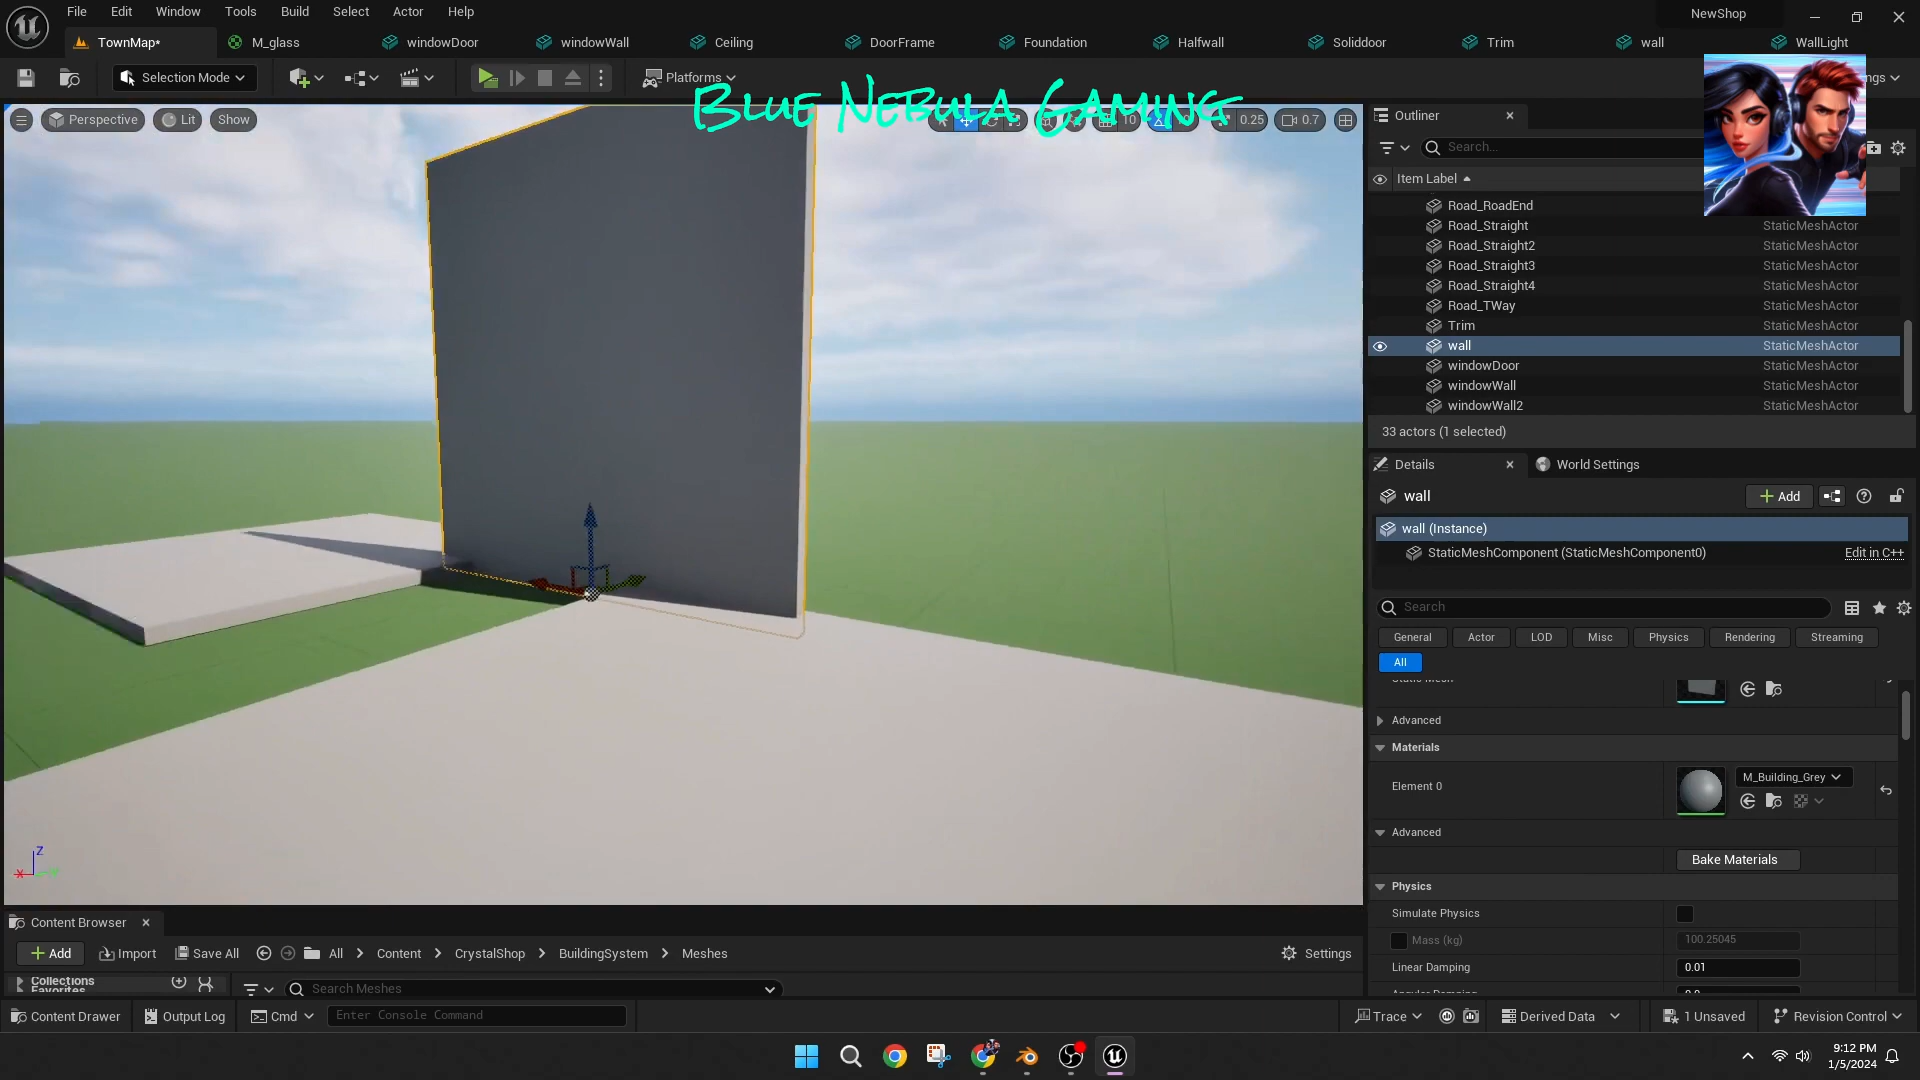 File Edit Window Tools Build Select Actor Help
NewShop
TownMap* M_glass windowDoor windowWall Ceiling DoorFrame Foundation Halfwall Soliddoor Trim wall WallLight
Selection Mode Platforms
Blue Nebula Gaming
Perspective Lit Show 10 0.25 0.7
Outliner
Search...
Item Label
Road_RoadEnd
Road_Straight StaticMeshActor
Road_Straight2 StaticMeshActor
Road_Straight3 StaticMeshActor
Road_Straight4 StaticMeshActor
Road_TWay StaticMeshActor
Trim StaticMeshActor
wall StaticMeshActor
windowDoor StaticMeshActor
windowWall StaticMeshActor
windowWall2 StaticMeshActor
33 actors (1 selected)
Details World Settings
wall Add
wall (Instance)
StaticMeshComponent (StaticMeshComponent0) Edit in C++
Search
General Actor LOD Misc Physics Rendering Streaming
All
Advanced
Materials
Element 0 M_Building_Grey
Advanced
Bake Materials
Physics
Simulate Physics
Mass (kg) 100.25045
Linear Damping 0.01
Z
X
Content Browser
Add Import Save All All Content CrystalShop BuildingSystem Meshes Settings
Collections
Search Meshes
Content Drawer Output Log Cmd Enter Console Command Trace Derived Data 1 Unsaved Revision Control
9:12 PM
1/5/2024